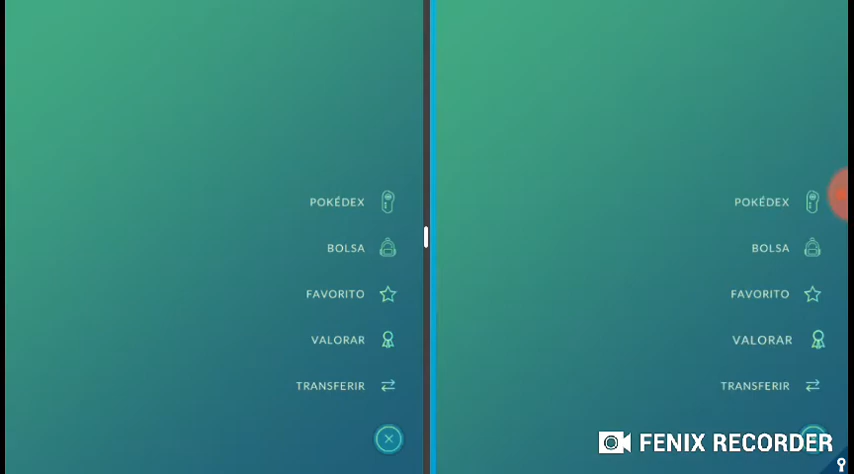 POKÉDEX
BOLSA
FAVORITO
VALORAR
TRANSFERIR
POKÉDEX
BOLSA
FAVORITO
VALORAR
TRANSFERIR
FENIX RECORDER